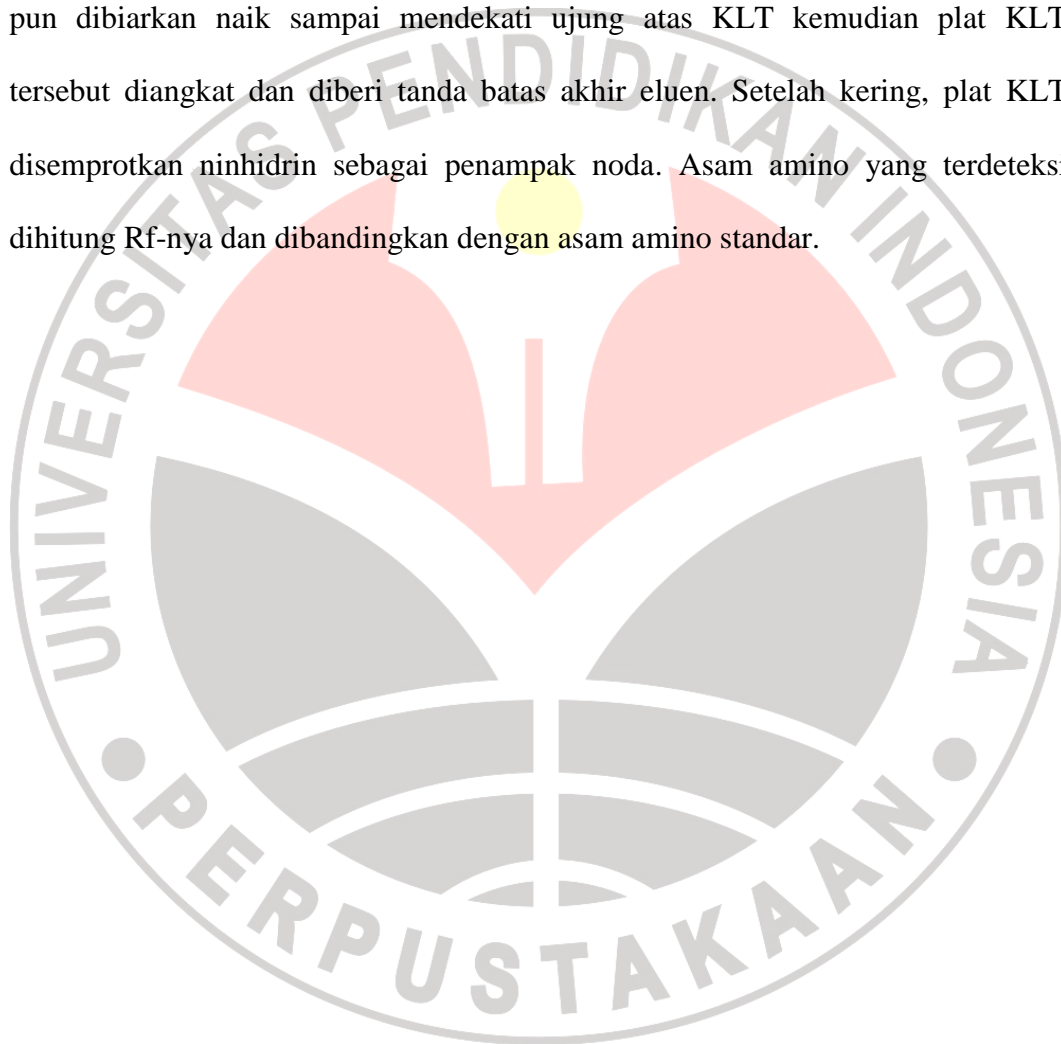 pun dibiarkan naik sampai mendekati ujung atas KLT kemudian plat KLT
tersebut diangkat dan diberi tanda batas akhir eluen. Setelah kering, plat KLT
disemprotkan ninhidrin sebagai penampak noda. Asam amino yang terdeteksi
dihitung Rf-nya dan dibandingkan dengan asam amino standar.
UNIVERSITAS PENDIDIKAN INDONESIA
PERPUSTAKAAN